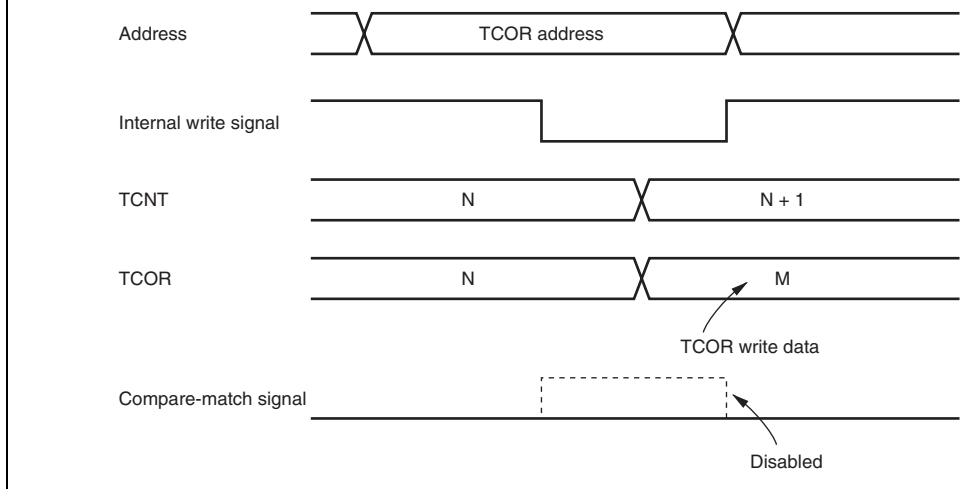 Address
TCOR address
Internal write signal
TCNT
N
N + 1
TCOR
N
M
TCOR write data
Compare-match signal
Disabled